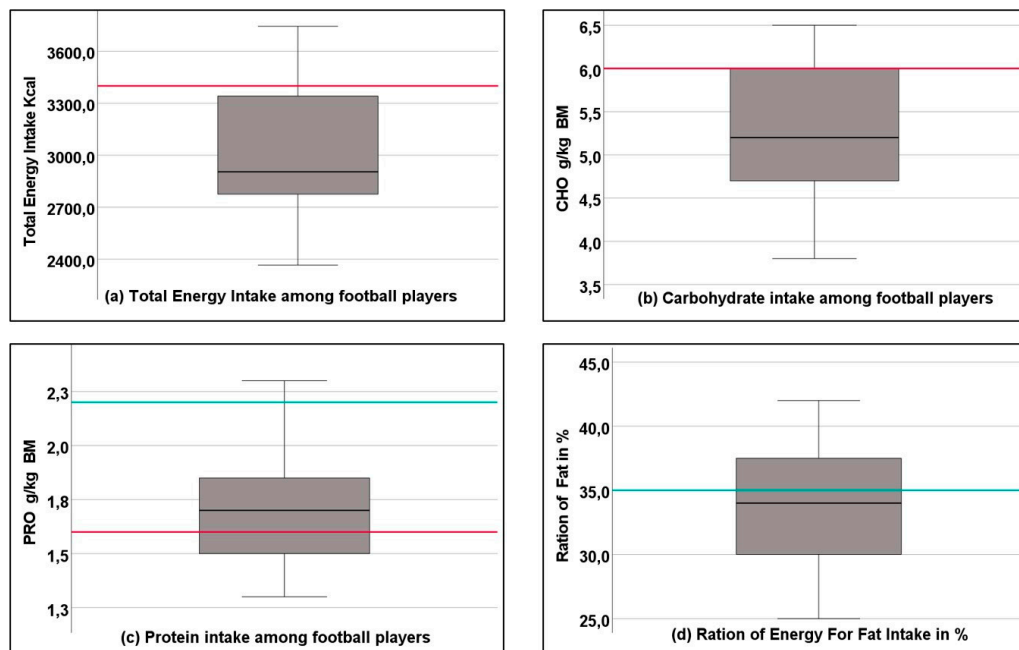 Total Energy Intake Kcal
3600,0
3300,0
3000,0
2700,0
2400,0
(a) Total Energy Intake among football players
CHO g/kg BM
6,5
6,0
5,5
5,0
4,5
4,0
3,5
(b) Carbohydrate intake among football players
PRO g/kg BM
2,3
2,0
1,8
1,5
1,3
(c) Protein intake among football players
Ration of Fat in %
45,0
40,0
35,0
30,0
25,0
(d) Ration of Energy For Fat Intake in %